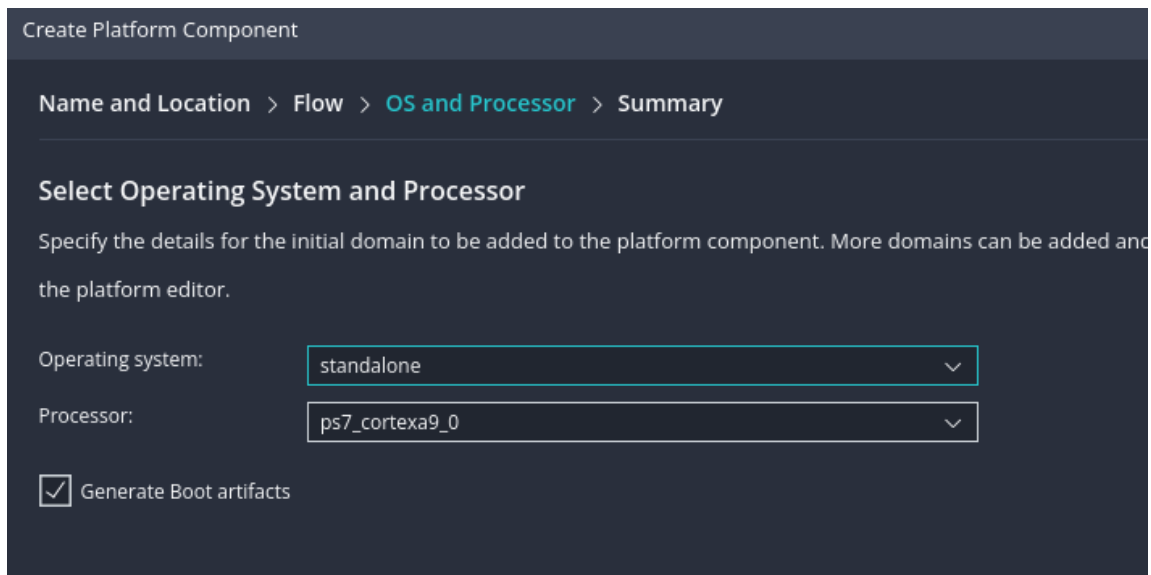 Create Platform Component
Name and Location > Flow > OS and Processor > Summary
Select Operating System and Processor
Specify the details for the initial domain to be added to the platform component. More domains can be added and
the platform editor.
Operating system: standalone
Processor: ps7_cortexa9_0
Generate Boot artifacts